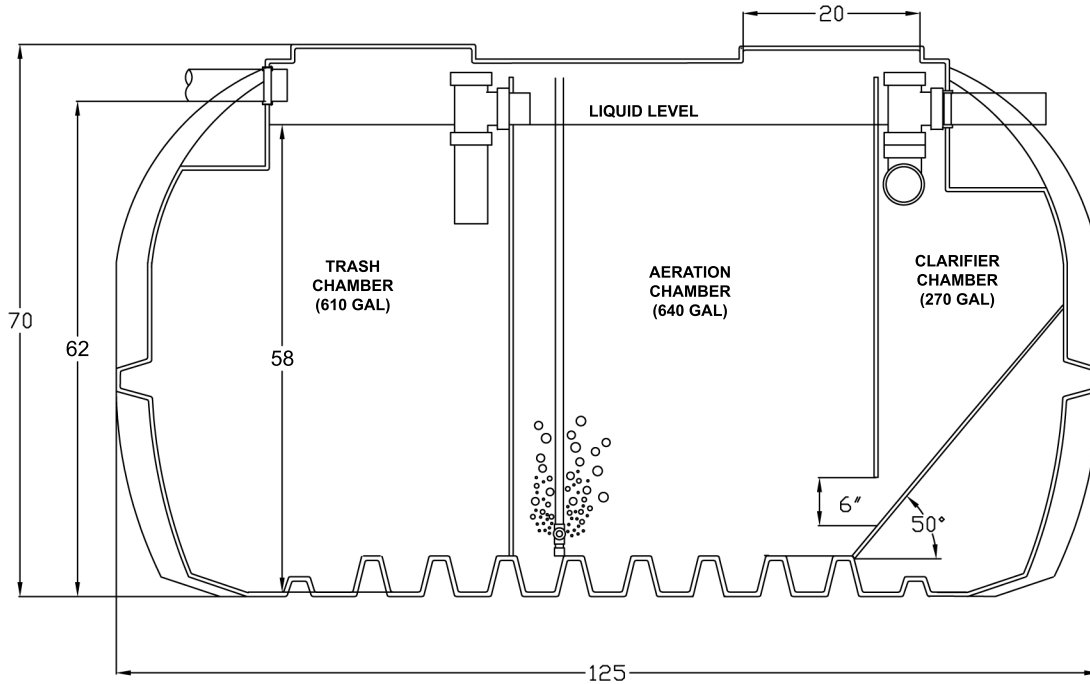 20
LIQUID LEVEL
TRASH
CHAMBER
(610 GAL)
AERATION
CHAMBER
(640 GAL)
CLARIFIER
CHAMBER
(270 GAL)
70
62
58
6"
50°
125